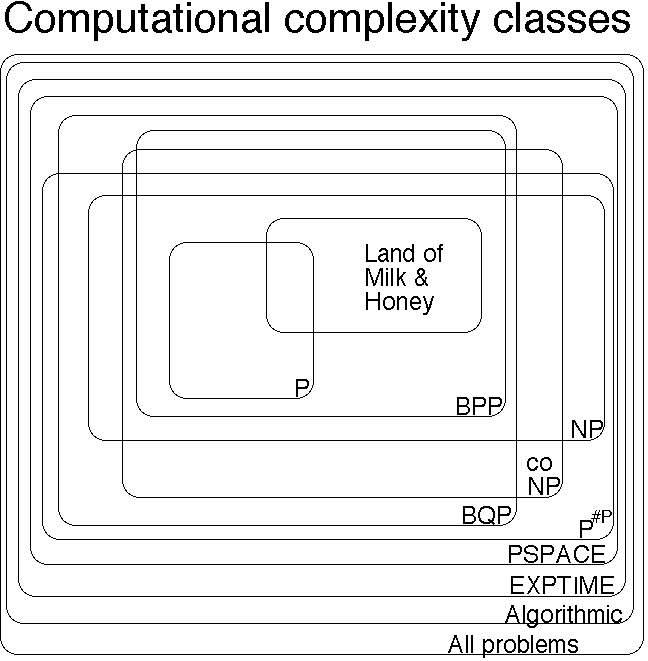 Computational complexity classes
Land of
Milk &
Honey
P
BPP
NP
co
NP
BQP
P#P
PSPACE
EXPTIME
Algorithmic
All problems